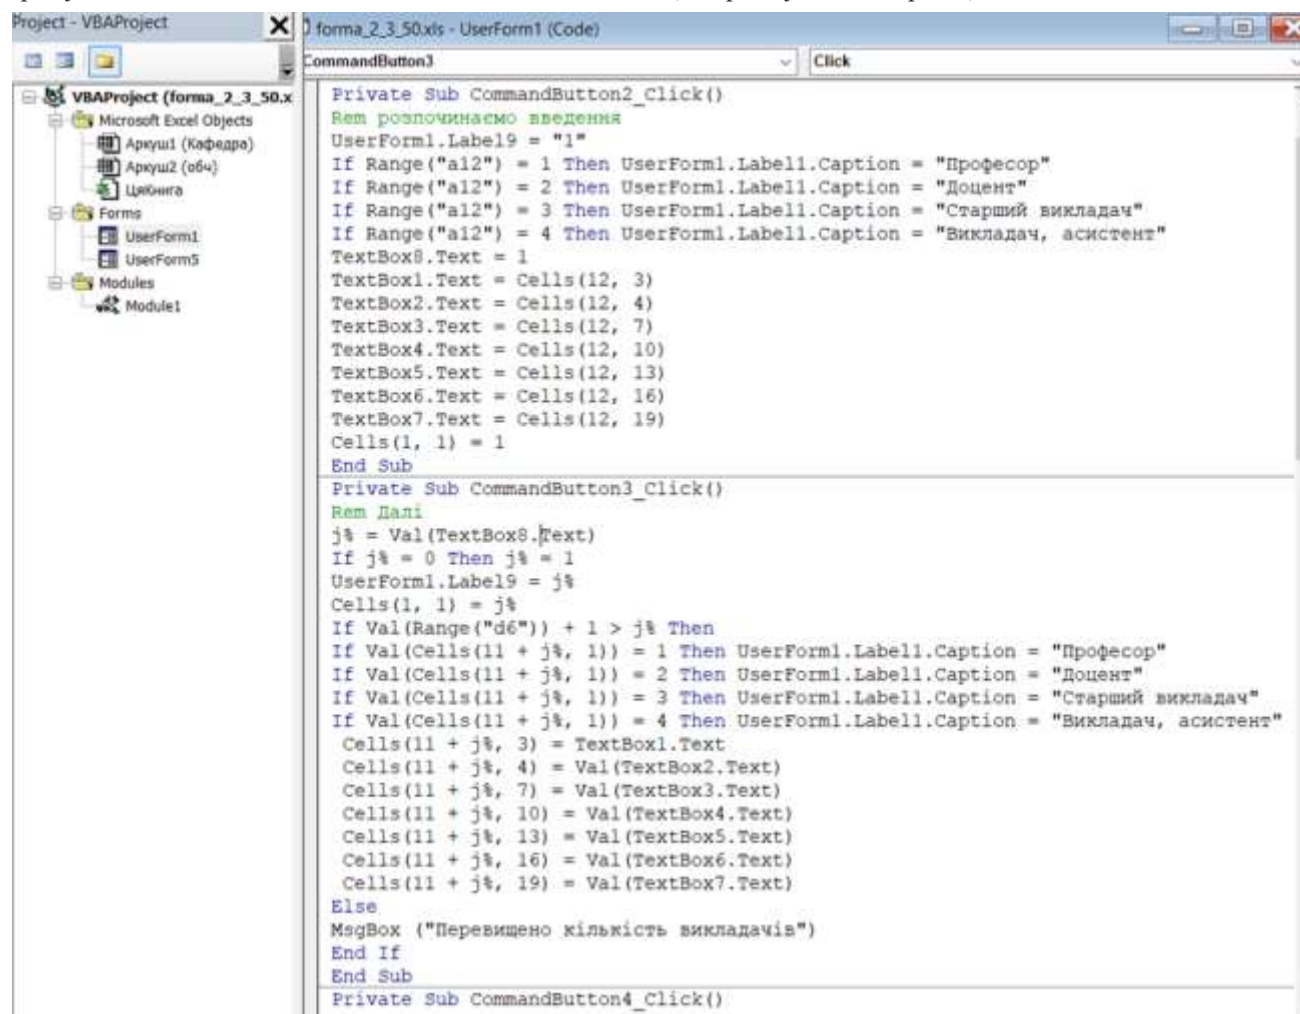 Project - VBAProject
VBAProject (forma_2_3_50.x
Microsoft Excel Objects
Аркуш1 (Кафедра)
Аркуш2 (обч)
ЦяКнига
Forms
UserForm1
UserForm5
Modules
Module1
forma_2_3_50.xls - UserForm1 (Code)
CommandButton3
Click
Private Sub CommandButton2_Click()
Rem розпочинаємо введення
UserForm1.Label9 = "1"
If Range("a12") = 1 Then UserForm1.Label1.Caption = "Професор"
If Range("a12") = 2 Then UserForm1.Label1.Caption = "Доцент"
If Range("a12") = 3 Then UserForm1.Label1.Caption = "Старший викладач"
If Range("a12") = 4 Then UserForm1.Label1.Caption = "Викладач, асистент"
TextBox8.Text = 1
TextBox1.Text = Cells(12, 3)
TextBox2.Text = Cells(12, 4)
TextBox3.Text = Cells(12, 7)
TextBox4.Text = Cells(12, 10)
TextBox5.Text = Cells(12, 13)
TextBox6.Text = Cells(12, 16)
TextBox7.Text = Cells(12, 19)
Cells(1, 1) = 1
End Sub
Private Sub CommandButton3_Click()
Rem Далі
j% = Val(TextBox8.Text)
If j% = 0 Then j% = 1
UserForm1.Label9 = j%
Cells(1, 1) = j%
If Val(Range("d6")) + 1 > j% Then
If Val(Cells(11 + j%, 1)) = 1 Then UserForm1.Label1.Caption = "Професор"
If Val(Cells(11 + j%, 1)) = 2 Then UserForm1.Label1.Caption = "Доцент"
If Val(Cells(11 + j%, 1)) = 3 Then UserForm1.Label1.Caption = "Старший викладач"
If Val(Cells(11 + j%, 1)) = 4 Then UserForm1.Label1.Caption = "Викладач, асистент"
Cells(11 + j%, 3) = TextBox1.Text
Cells(11 + j%, 4) = Val(TextBox2.Text)
Cells(11 + j%, 7) = Val(TextBox3.Text)
Cells(11 + j%, 10) = Val(TextBox4.Text)
Cells(11 + j%, 13) = Val(TextBox5.Text)
Cells(11 + j%, 16) = Val(TextBox6.Text)
Cells(11 + j%, 19) = Val(TextBox7.Text)
Else
MsgBox ("Перевищено кількість викладачів")
End If
End Sub
Private Sub CommandButton4_Click()